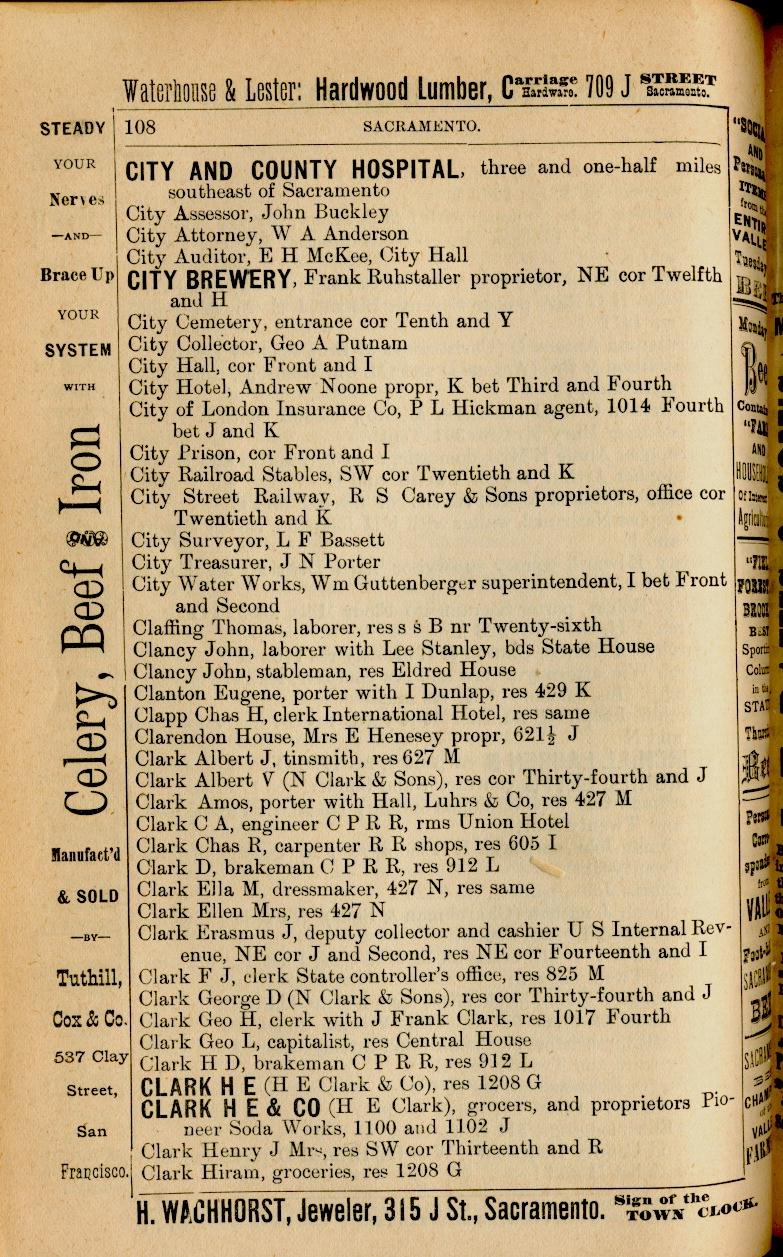 Waterhouse & Lester: Hardwood Lumber, Carriage Hardware. 709 J STREET Sacramento.
108 SACRAMENTO.
CITY AND COUNTY HOSPITAL, three and one-half miles
southeast of Sacramento
City Assessor, John Buckley
City Attorney, W A Anderson
City Auditor, E H McKee, City Hall
CITY BREWERY, Frank Ruhstaller proprietor, NE cor Twelfth
and H
City Cemetery, entrance cor Tenth and Y
City Collector, Geo A Putnam
City Hall, cor Front and I
City Hotel, Andrew Noone propr, K bet Third and Fourth
City of London Insurance Co, P L Hickman agent, 1014 Fourth
bet J and K
City Prison, cor Front and I
City Railroad Stables, SW cor Twentieth and K
City Street Railway, R S Carey & Sons proprietors, office cor
Twentieth and K
City Surveyor, L F Bassett
City Treasurer, J N Porter
City Water Works, Wm Guttenberger superintendent, I bet Front
and Second
Claffing Thomas, laborer, res s s B nr Twenty-sixth
Clancy John, laborer with Lee Stanley, bds State House
Clancy John, stableman, res Eldred House
Clanton Eugene, porter with I Dunlap, res 429 K
Clapp Chas H, clerk International Hotel, res same
Clarendon House, Mrs E Henesey propr, 621½ J
Clark Albert J, tinsmith, res 627 M
Clark Albert V (N Clark & Sons), res cor Thirty-fourth and J
Clark Amos, porter with Hall, Luhrs & Co, res 427 M
Clark C A, engineer C P R R, rms Union Hotel
Clark Chas R, carpenter R R shops, res 605 I
Clark D, brakeman C P R R, res 912 L
Clark Ella M, dressmaker, 427 N, res same
Clark Ellen Mrs, res 427 N
Clark Erasmus J, deputy collector and cashier U S Internal Rev-
enue, NE cor J and Second, res NE cor Fourteenth and I
Clark F J, clerk State controller's office, res 825 M
Clark George D (N Clark & Sons), res cor Thirty-fourth and J
Clark Geo H, clerk with J Frank Clark, res 1017 Fourth
Clark Geo L, capitalist, res Central House
Clark H D, brakeman C P R R, res 912 L
CLARK H E (H E Clark & Co), res 1208 G
CLARK H E & CO (H E Clark), grocers, and proprietors Pio-
neer Soda Works, 1100 and 1102 J
Clark Henry J Mrs, res SW cor Thirteenth and R
Clark Hiram, groceries, res 1208 G
H. WACHHORST, Jeweler, 315 J St., Sacramento. Sign of the TOWN CLOCK.
STEADY
YOUR
Nerves
—AND—
Brace Up
YOUR
SYSTEM
WITH
Celery, Beef AND Iron
Manufact'd
& SOLD
—BY—
Tuthill,
Cox & Co.
537 Clay
Street,
San
Francisco.
AND
from
Monday
AND
in the
from